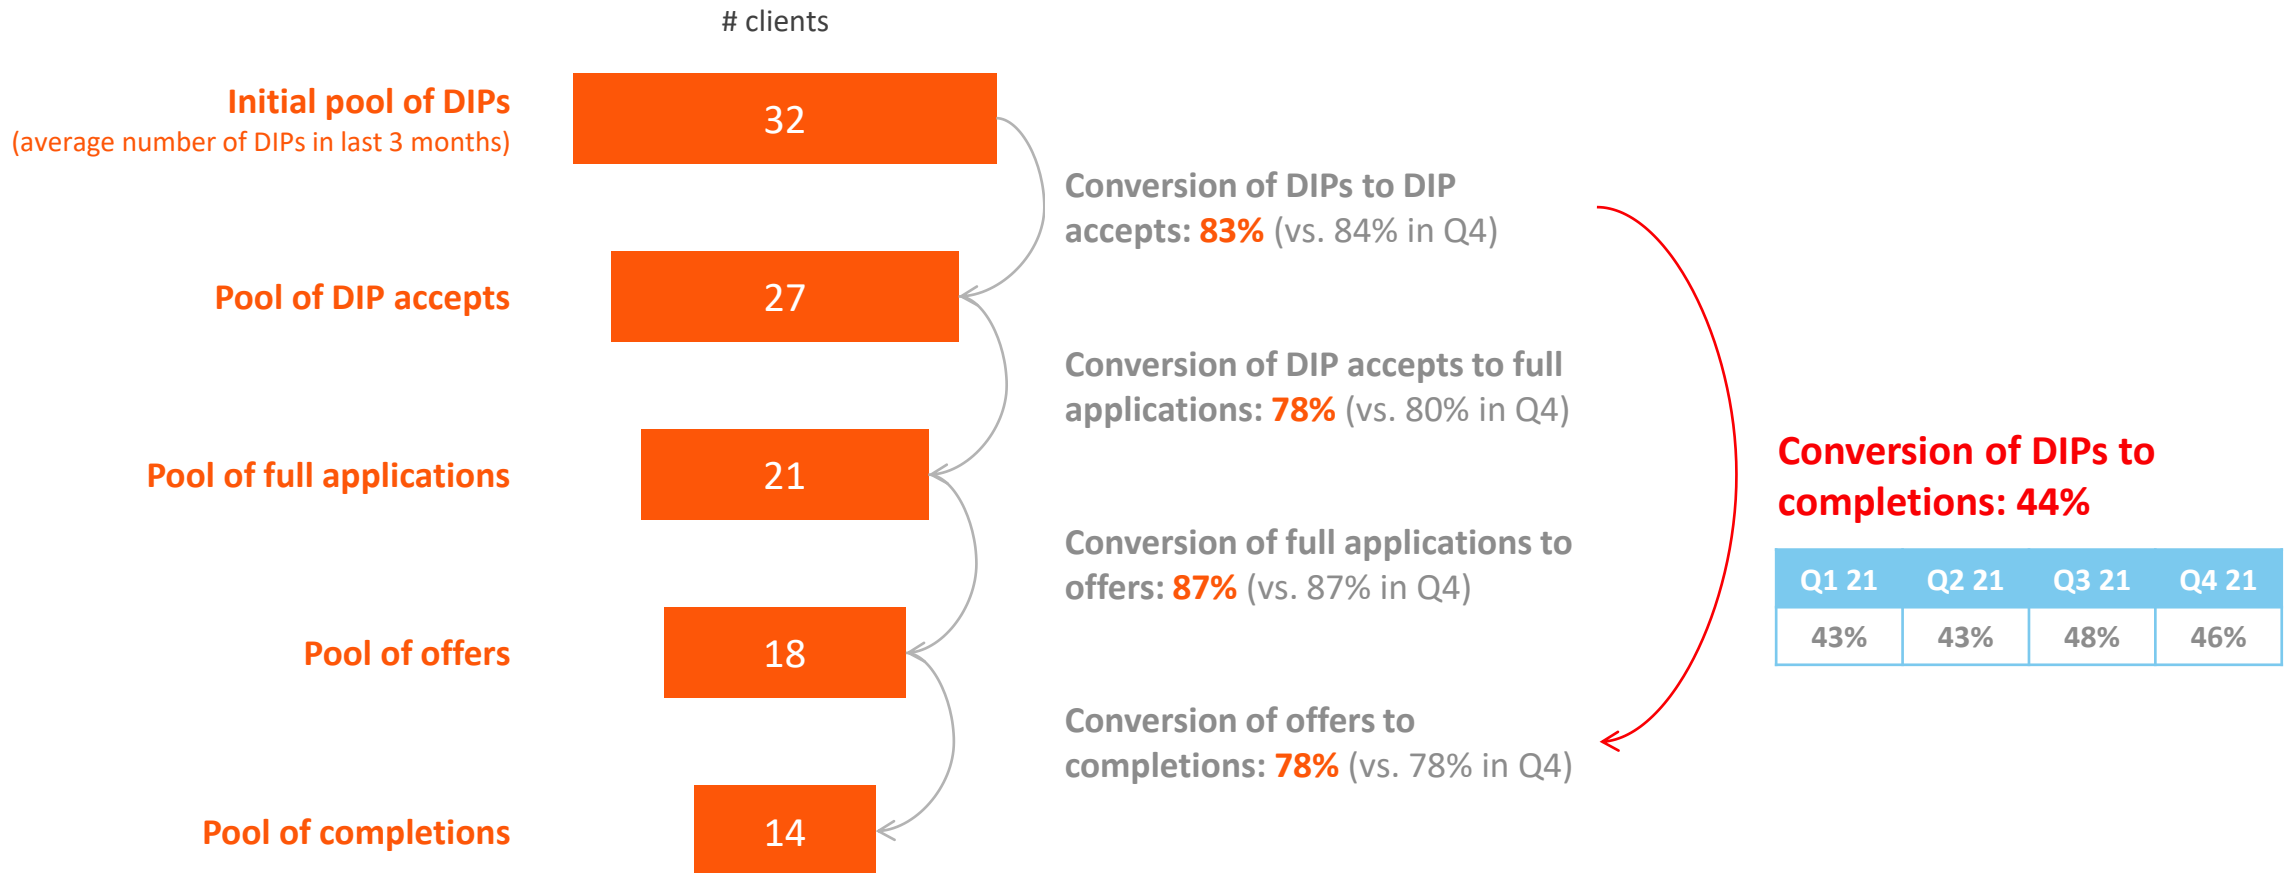 # clients
Initial pool of DIPs
(average number of DIPs in last 3 months)
32
Conversion of DIPs to DIP
accepts: 83% (vs. 84% in Q4)
Pool of DIP accepts
27
Conversion of DIP accepts to full
applications: 78% (vs. 80% in Q4)
Pool of full applications
21
Conversion of full applications to
offers: 87% (vs. 87% in Q4)
Pool of offers
18
Conversion of offers to
completions: 78% (vs. 78% in Q4)
Pool of completions
14
Conversion of DIPs to
completions: 44%
Q1 21 Q2 21 Q3 21 Q4 21
43% 43% 48% 46%